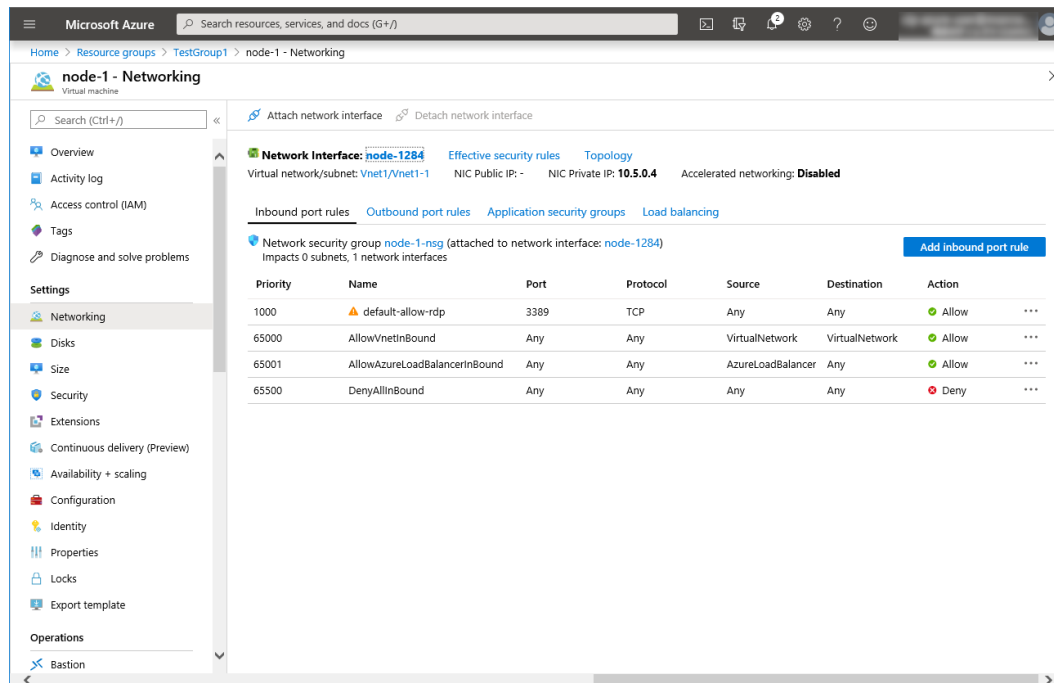 Microsoft Azure
Search resources, services, and docs (G+/)
2
Home > Resource groups > TestGroup1 > node-1 - Networking
node-1 - Networking
Virtual machine
Search (Ctrl+/)
«
Overview
Activity log
Access control (IAM)
Tags
Diagnose and solve problems
Settings
Networking
Disks
Size
Security
Extensions
Continuous delivery (Preview)
Availability + scaling
Configuration
Identity
Properties
Locks
Export template
Operations
Bastion
Attach network interface Detach network interface
Network Interface: node-1284 Effective security rules Topology
Virtual network/subnet: Vnet1/Vnet1-1 NIC Public IP: - NIC Private IP: 10.5.0.4 Accelerated networking: Disabled
Inbound port rules Outbound port rules Application security groups Load balancing
Network security group node-1-nsg (attached to network interface: node-1284)
Impacts 0 subnets, 1 network interfaces
Add inbound port rule
Priority Name Port Protocol Source Destination Action
1000 default-allow-rdp 3389 TCP Any Any Allow ...
65000 AllowVnetInBound Any Any VirtualNetwork VirtualNetwork Allow ...
65001 AllowAzureLoadBalancerInBound Any Any AzureLoadBalancer Any Allow ...
65500 DenyAllInBound Any Any Any Any Deny ...